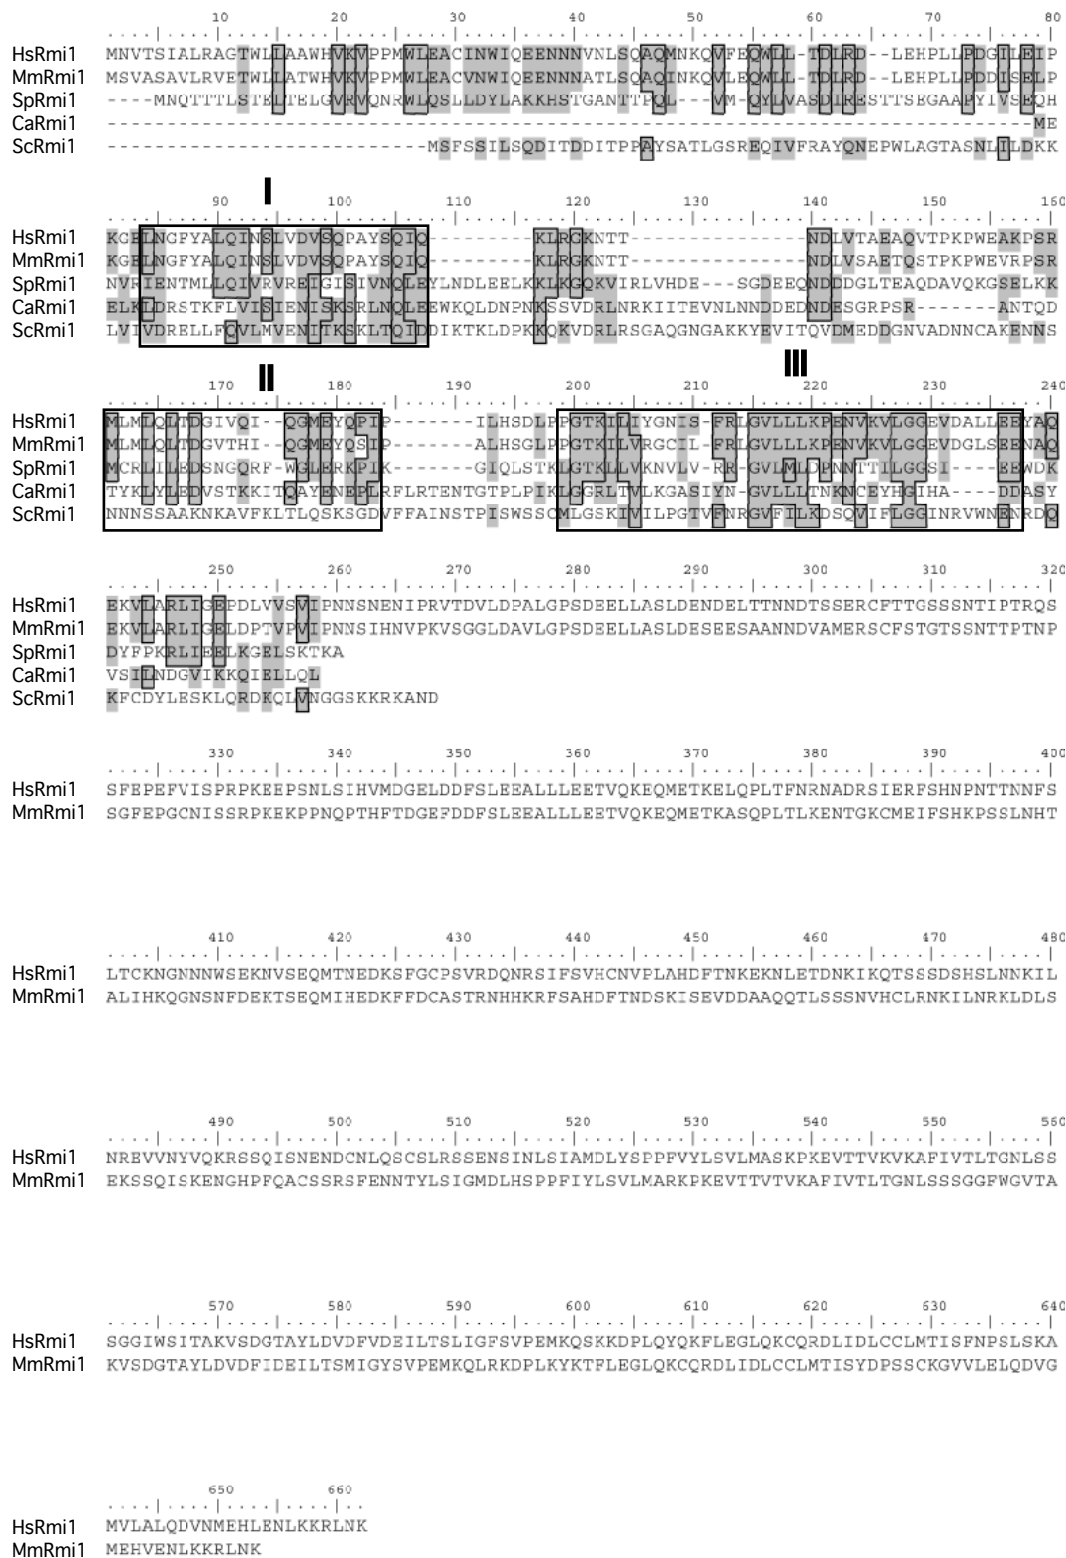 10 20 30 40 50 60 70 80
HsRmi1 MNVTSIALRAGTWLLAAWHVKVPPMWLEACINWIQEENNNVNLSQAQMNKQVFEQWLL-TDLRD--LEHPLLPDGILEIP
MmRmi1 MSVASAVLRVETWLLATWHVKVPPMWLEACVNWIQEENNNATLSQAQINKQVLEQWLL-TDLRD--LEHPLLPDDISELP
SpRmi1 ----MNQTTTLSTELTELGVRVQNRWLQSLLDYLAKKHSTGANTTPQL---VM-QYLVASDIRESTTSEGAAPYIVSEQH
CaRmi1 ------------------------------------------------------------------------------ME
ScRmi1 ---------------------------MSFSSILSQDITDDITPPAYSATLGSREQIVFRAYQNEPWLAGTASNLILDKK
I
90 100 110 120 130 140 150 160
HsRmi1 KGELNGFYALQINSLVDVSQPAYSQIQ---------KLRGKNTT---------------NDLVTAEAQVTPKPWEAKPSR
MmRmi1 KGELNGFYALQINSLVDVSQPAYSQIQ---------KLRGKNTT---------------NDLVSAETQSTPKPWEVRPSR
SpRmi1 NVRIENTMLLQIVRVREIGISIVNQLEYLNDLEELKKLKGQKVIRLVHDE---SGDEEQNDDDGLTEAQDAVQKGSELKK
CaRmi1 ELKLDRSTKFLVISIENISKSRLNQLEEWKQLDNPNKSSVDRLNRKIITEVNLNNDDEDNDESGRPSR------ANTQD
ScRmi1 LVIVDRELLFQVLMVENITKSKLTQIDDIKTKLDPKKQKVDRLRSGAQGNGAKKYEVITQVDMEDDGNVADNNCAKENNS
II III
170 180 190 200 210 220 230 240
HsRmi1 MLMLQLTDGIVQI--QGMEYQPIP-------ILHSDLPPGTKILIYGNIS-FRLGVLLLKPENVKVLGGEVDALLEEYAQ
MmRmi1 MLMLQLTDGVTHI--QGMEYQSIP-------ALHSGLPPGTKILVRGCIL-FRLGVLLLKPENVKVLGGEVDGLSEENAQ
SpRmi1 MCRLILEDSNGQRF-WGLERKPIK-------GIQLSTKLGTKLLVKNVLV-RR-GVLMLDPNNTTILGGSI----EEWDK
CaRmi1 TYKLYLEDVSTKKITQAYENEPLRFLRTENTGTPLPIKLGGRLTVLKGASIYN-GVLLLTNKNCEYHGIHA----DDASY
ScRmi1 NNNSSAAKNKAVFKLTLQSKSGDVFFAINSTPISWSSCMLGSKIVILPGTVFNRGVFILKDSQVIFLGGINRVWNENRDQ
250 260 270 280 290 300 310 320
HsRmi1 EKVLARLIGEPDLVVSVIPNNSNENIPRVTDVLDPALGPSDEELLASLDENDELTTNNDTSSERCFTTGSSSNTIPTRQS
MmRmi1 EKVLARLIGELDPTVPVIPNNSIHNVPKVSGGLDAVLGPSDEELLASLDESEESAANNDVAMERSCFSTGTSSNTTPTNP
SpRmi1 DYFPKRLIEELKGELSKTKA
CaRmi1 VSILNDGVIKKQIELLQL
ScRmi1 KFCDYLESKLQRDKQLVNGGSKKRKAND
330 340 350 360 370 380 390 400
HsRmi1 SFEPEFVISPRPKEEPSNLSIHVMDGELDDFSLEEALLLEETVQKEQMETKELQPLTFNRNADRSIERFSHNPNTTNNFS
MmRmi1 SGFEPGCNISSRPKEKPPNQPTHFTDGEFDDFSLEEALLLEETVQKEQMETKASQPLTLKENTGKCMEIFSHKPSSLNHT
410 420 430 440 450 460 470 480
HsRmi1 LTCKNGNNNWSEKNVSEQMTNEDKSFGCPSVRDQNRSIFSVHCNVPLAHDFTNKEKNLETDNKIKQTSSSDSHSLNNKIL
MmRmi1 ALIHKQGNSNFDEKTSEQMIHEDKFFDCASTRNHHKRFSAHDFTNDSKISEVDDAAQQTLSSSNVHCLRNKILNRKLDLS
490 500 510 520 530 540 550 560
HsRmi1 NREVVNYVQKRSSQISNENDCNLQSCSLRSSENSINLSIAMDLYSPPFVYLSVLMASKPKEVTTVKVKAFIVTLTGNLSS
MmRmi1 EKSSQISKENGHPFQACSSRSFENNTYLSIGMDLHSPPFIYLSVLMARKPKEVTTVTVKAFIVTLTGNLSSSGGFWGVTA
570 580 590 600 610 620 630 640
HsRmi1 SGGIWSITAKVSDGTAYLDVDFVDEILTSLIGFSVPEMKQSKKDPLQYQKFLEGLQKCQRDLIDLCCLMTISFNPSLSKA
MmRmi1 KVSDGTAYLDVDFIDEILTSMIGYSVPEMKQLRKDPLKYKTFLEGLQKCQRDLIDLCCLMTISYDPSSCKGVVLELQDVG
650 660
HsRmi1 MVLALQDVNMEHLENLKKRLNK
MmRmi1 MEHVENLKKRLNK